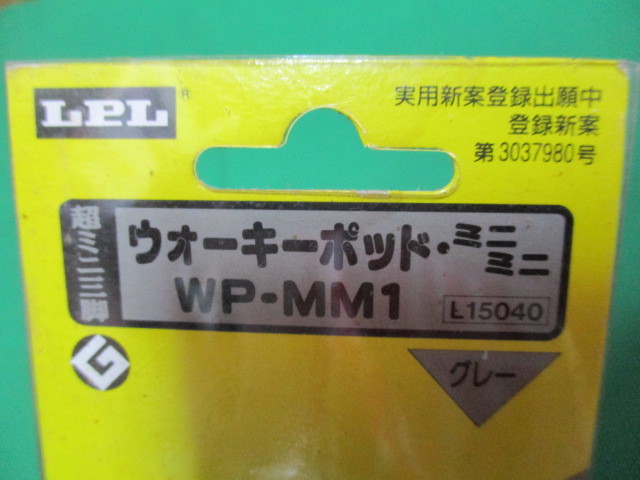 LPL®
実用新案登録出願中
登録新案
第3037980号
超ミニ三脚
ウォーキーポッド・ミニミニ
WP-MM1
L15040
G
グレー